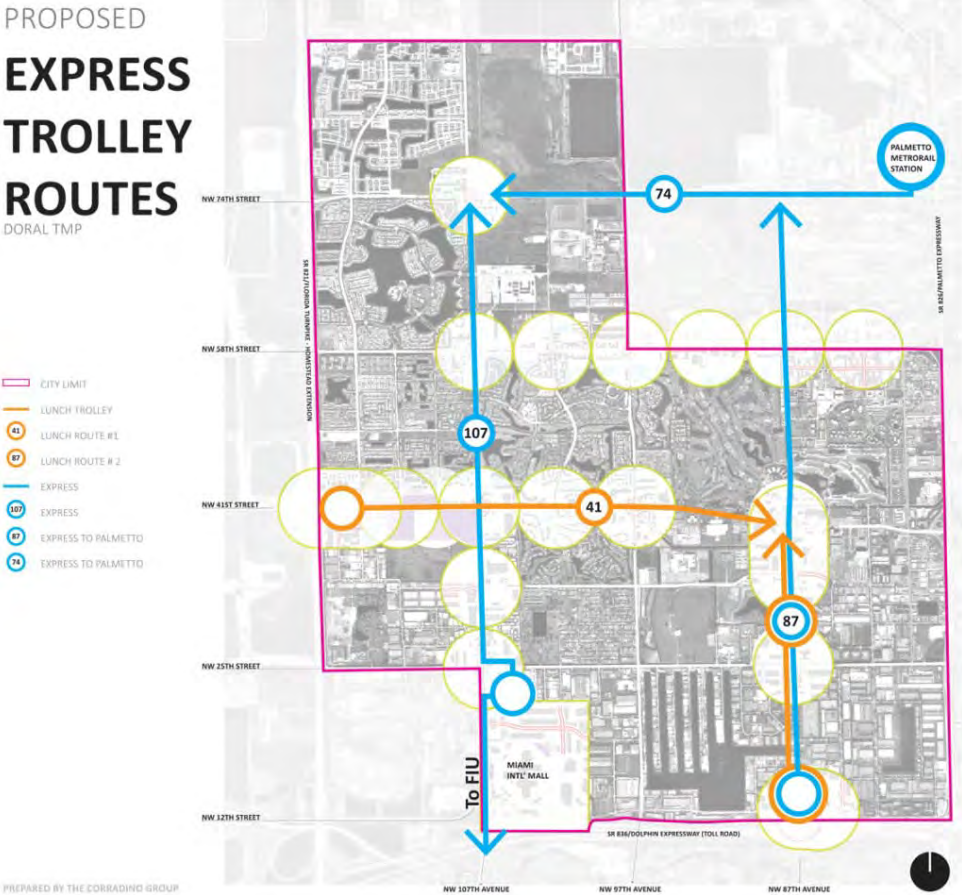 PROPOSED
EXPRESS
TROLLEY
ROUTES
DORAL TMP
CITY LIMIT
LUNCH TROLLEY
41
LUNCH ROUTE #1
87
LUNCH ROUTE # 2
EXPRESS
107
EXPRESS
87
EXPRESS TO PALMETTO
74
EXPRESS TO PALMETTO
PREPARED BY THE CORRADINO GROUP
PALMETTO
METRORAIL
STATION
NW 74TH STREET
74
SR 826/PALMETTO EXPRESSWAY
SR 821/FLORIDA TURNPIKE - HOMESTEAD EXTENSION
NW 58TH STREET
107
NW 41ST STREET
41
87
NW 25TH STREET
To FIU
MIAMI
INTL' MALL
NW 12TH STREET
SR 836/DOLPHIN EXPRESSWAY (TOLL ROAD)
NW 107TH AVENUE
NW 97TH AVENUE
NW 87TH AVENUE